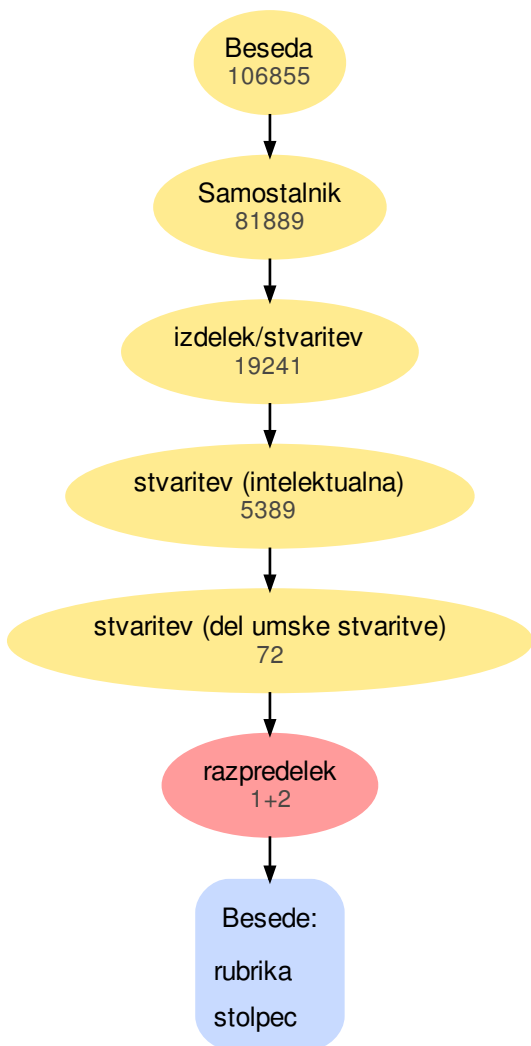 Beseda
106855
Samostalnik
81889
izdelek/stvaritev
19241
stvaritev (intelektualna)
5389
stvaritev (del umske stvaritve)
72
razpredelek
1+2
Besede:
rubrika
stolpec